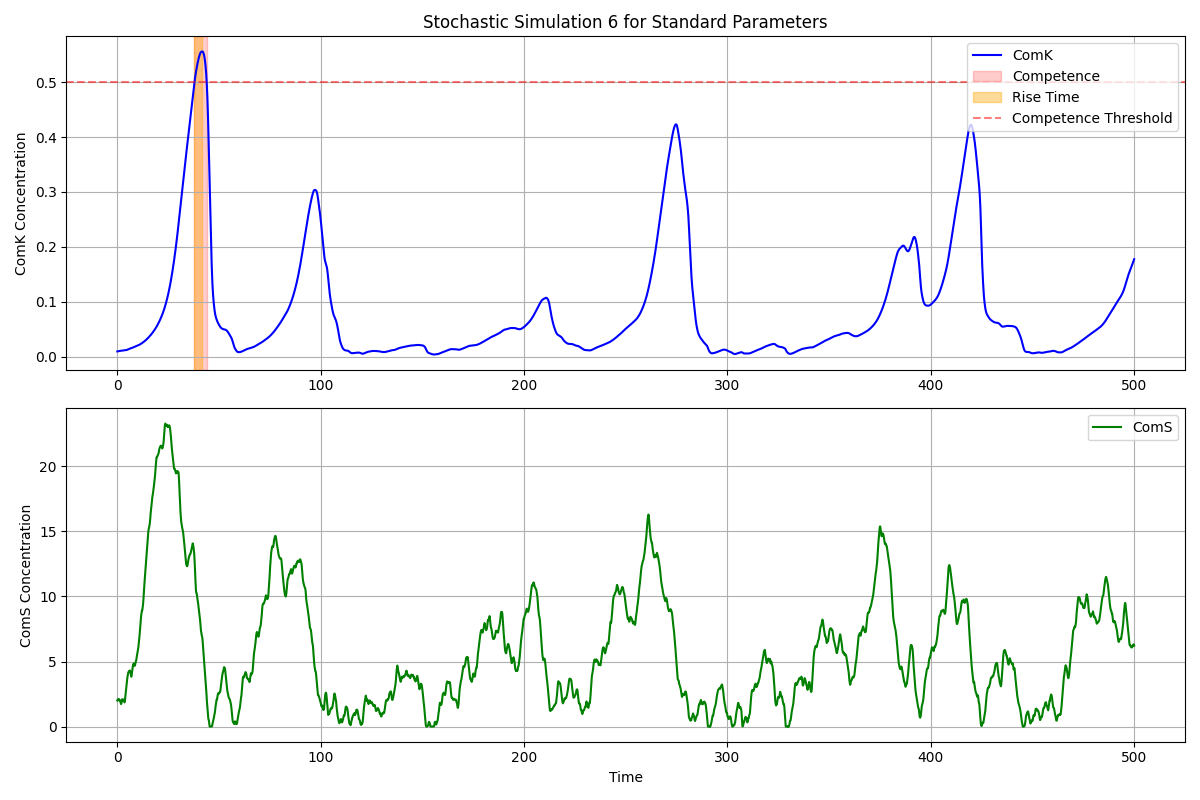 Stochastic Simulation 6 for Standard Parameters
ComK Concentration
0.5
0.4
0.3
0.2
0.1
0.0
ComK
Competence
Rise Time
Competence Threshold
0 100 200 300 400 500
ComS Concentration
20
15
10
5
0
ComS
0 100 200 300 400 500
Time